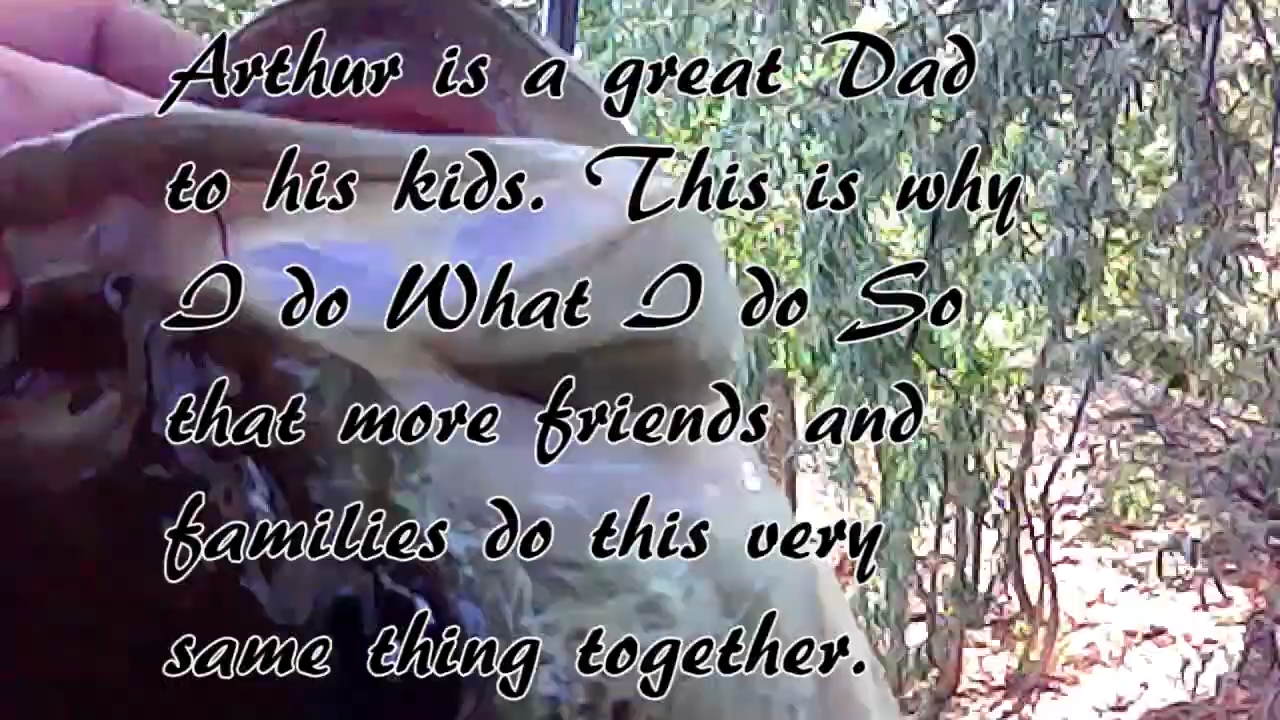 Arthur is a great Dad
to his kids. This is why
I do What I do So
that more friends and
families do this very
same thing together.